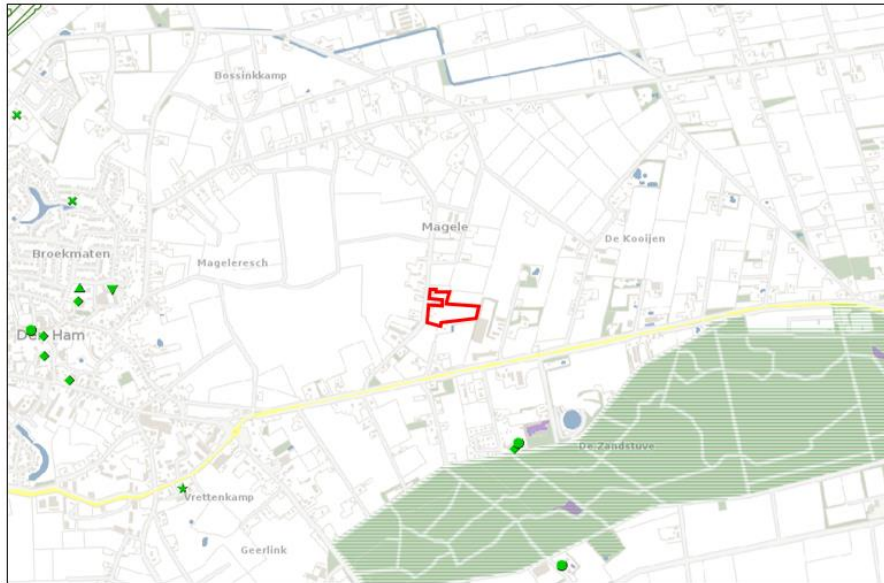 Bossinkkamp
Magele
De Kooijen
Broekmaten
Mageleresch
Den Ham
De Zandstuve
Vrettenkamp
Geerlink